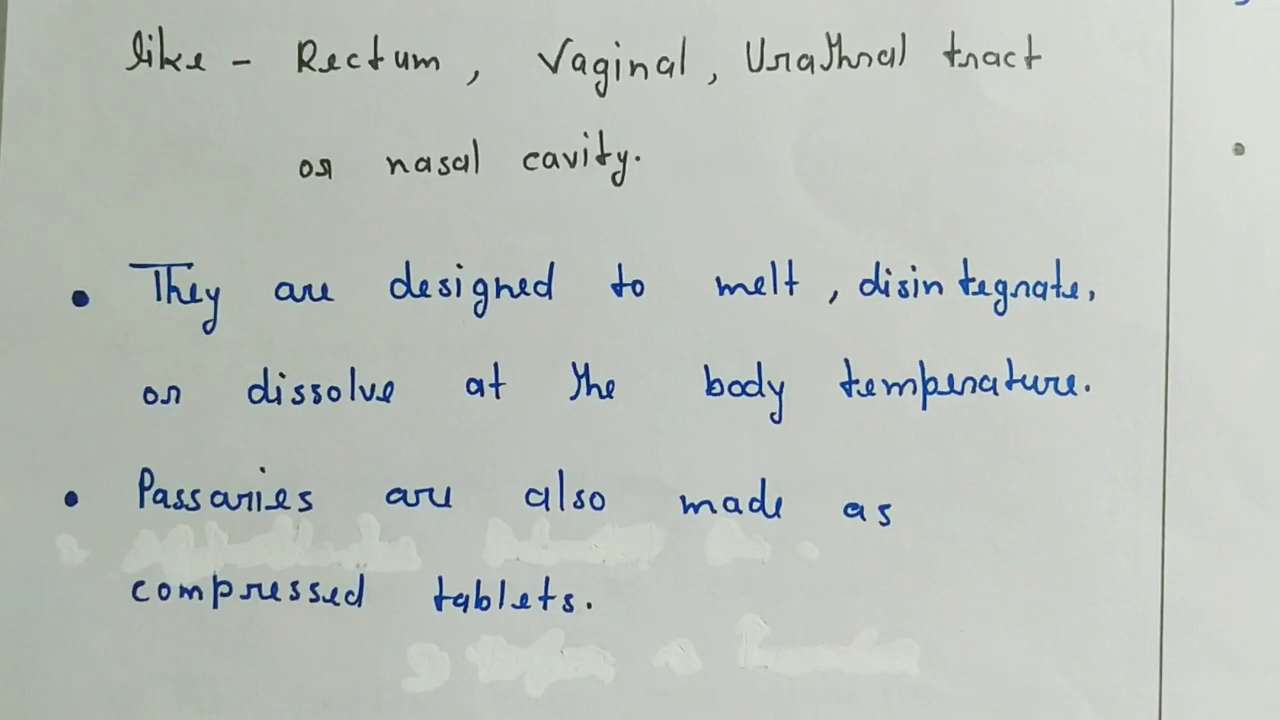 like - Rectum, Vaginal, Urathral tract
or nasal cavity.
• They are designed to melt, disintegrate,
or dissolve at the body temperature.
• Passaries are also made as
compressed tablets.